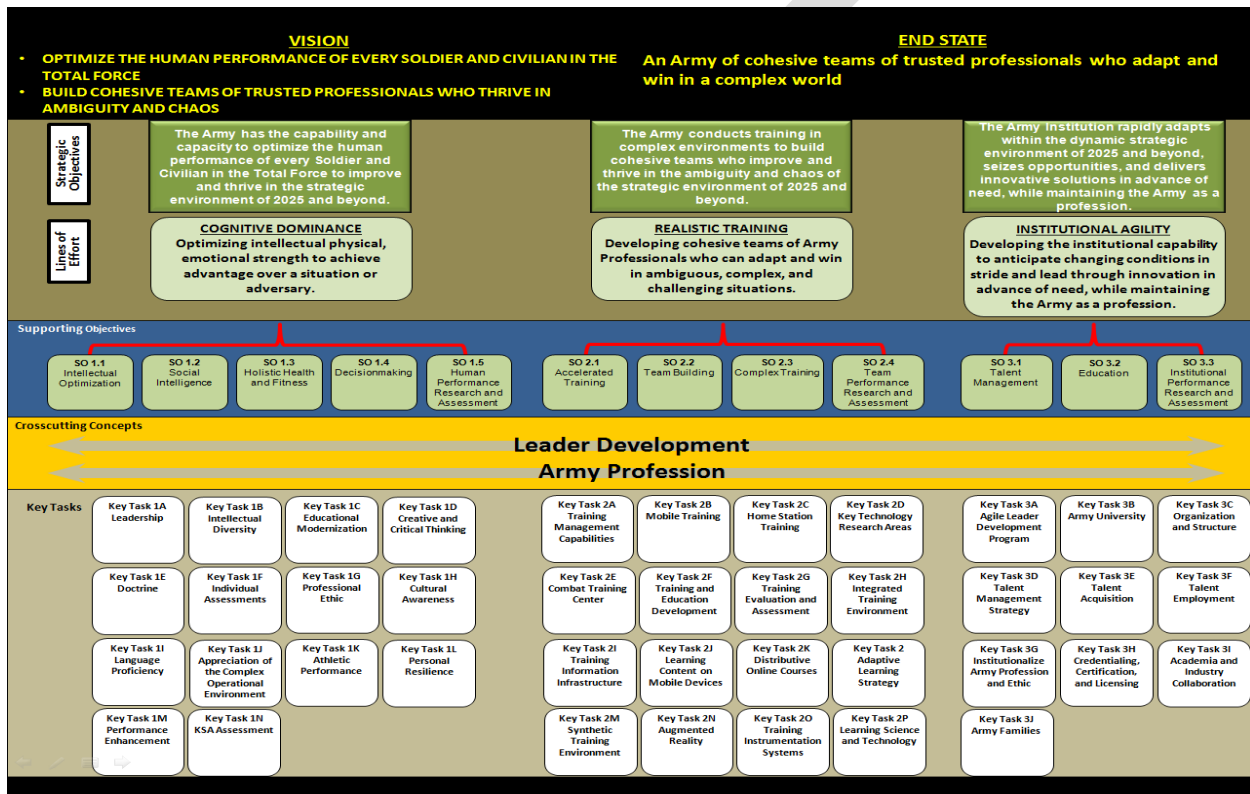 VISION
• OPTIMIZE THE HUMAN PERFORMANCE OF EVERY SOLDIER AND CIVILIAN IN THE
TOTAL FORCE
• BUILD COHESIVE TEAMS OF TRUSTED PROFESSIONALS WHO THRIVE IN
AMBIGUITY AND CHAOS
END STATE
An Army of cohesive teams of trusted professionals who adapt and
win in a complex world
Strategic
Objectives
The Army has the capability and
capacity to optimize the human
performance of every Soldier and
Civilian in the Total Force to improve
and thrive in the strategic
environment of 2025 and beyond.
The Army conducts training in
complex environments to build
cohesive teams who improve and
thrive in the ambiguity and chaos of
the strategic environment of 2025 and
beyond.
The Army Institution rapidly adapts
within the dynamic strategic
environment of 2025 and beyond,
seizes opportunities, and delivers
innovative solutions in advance of
need, while maintaining the Army as a
profession.
Lines of
Effort
COGNITIVE DOMINANCE
Optimizing intellectual physical,
emotional strength to achieve
advantage over a situation or
adversary.
REALISTIC TRAINING
Developing cohesive teams of Army
Professionals who can adapt and win
in ambiguous, complex, and
challenging situations.
INSTITUTIONAL AGILITY
Developing the institutional capability
to anticipate changing conditions in
stride and lead through innovation in
advance of need, while maintaining
the Army as a profession.
Supporting Objectives
SO 1.1
Intellectual
Optimization
SO 1.2
Social
Intelligence
SO 1.3
Holistic Health
and Fitness
SO 1.4
Decisionmaking
SO 1.5
Human
Performance
Research and
Assessment
SO 2.1
Accelerated
Training
SO 2.2
Team Building
SO 2.3
Complex Training
SO 2.4
Team
Performance
Research and
Assessment
SO 3.1
Talent
Management
SO 3.2
Education
SO 3.3
Institutional
Performance
Research and
Assessment
Crosscutting Concepts
Leader Development
Army Profession
Key Tasks
Key Task 1A
Leadership
Key Task 1B
Intellectual
Diversity
Key Task 1C
Educational
Modernization
Key Task 1D
Creative and
Critical Thinking
Key Task 2A
Training
Management
Capabilities
Key Task 2B
Mobile Training
Key Task 2C
Home Station
Training
Key Task 2D
Key Technology
Research Areas
Key Task 3A
Agile Leader
Development
Program
Key Task 3B
Army University
Key Task 3C
Organization
and Structure
Key Task 1E
Doctrine
Key Task 1F
Individual
Assessments
Key Task 1G
Professional
Ethic
Key Task 1H
Cultural
Awareness
Key Task 2E
Combat Training
Center
Key Task 2F
Training and
Education
Development
Key Task 2G
Training
Evaluation and
Assessment
Key Task 2H
Integrated
Training
Environment
Key Task 3D
Talent
Management
Strategy
Key Task 3E
Talent
Acquisition
Key Task 3F
Talent
Employment
Key Task 1I
Language
Proficiency
Key Task 1J
Appreciation of
the Complex
Operational
Environment
Key Task 1K
Athletic
Performance
Key Task 1L
Personal
Resilience
Key Task 2I
Training
Information
Infrastructure
Key Task 2J
Learning
Content on
Mobile Devices
Key Task 2K
Distributive
Online Courses
Key Task 2
Adaptive
Learning
Strategy
Key Task 3G
Institutionalize
Army Profession
and Ethic
Key Task 3H
Credentialing,
Certification,
and Licensing
Key Task 3I
Academia and
Industry
Collaboration
Key Task 1M
Performance
Enhancement
Key Task 1N
KSA Assessment
Key Task 2M
Synthetic
Training
Environment
Key Task 2N
Augmented
Reality
Key Task 2O
Training
Instrumentation
Systems
Key Task 2P
Learning Science
and Technology
Key Task 3J
Army Families